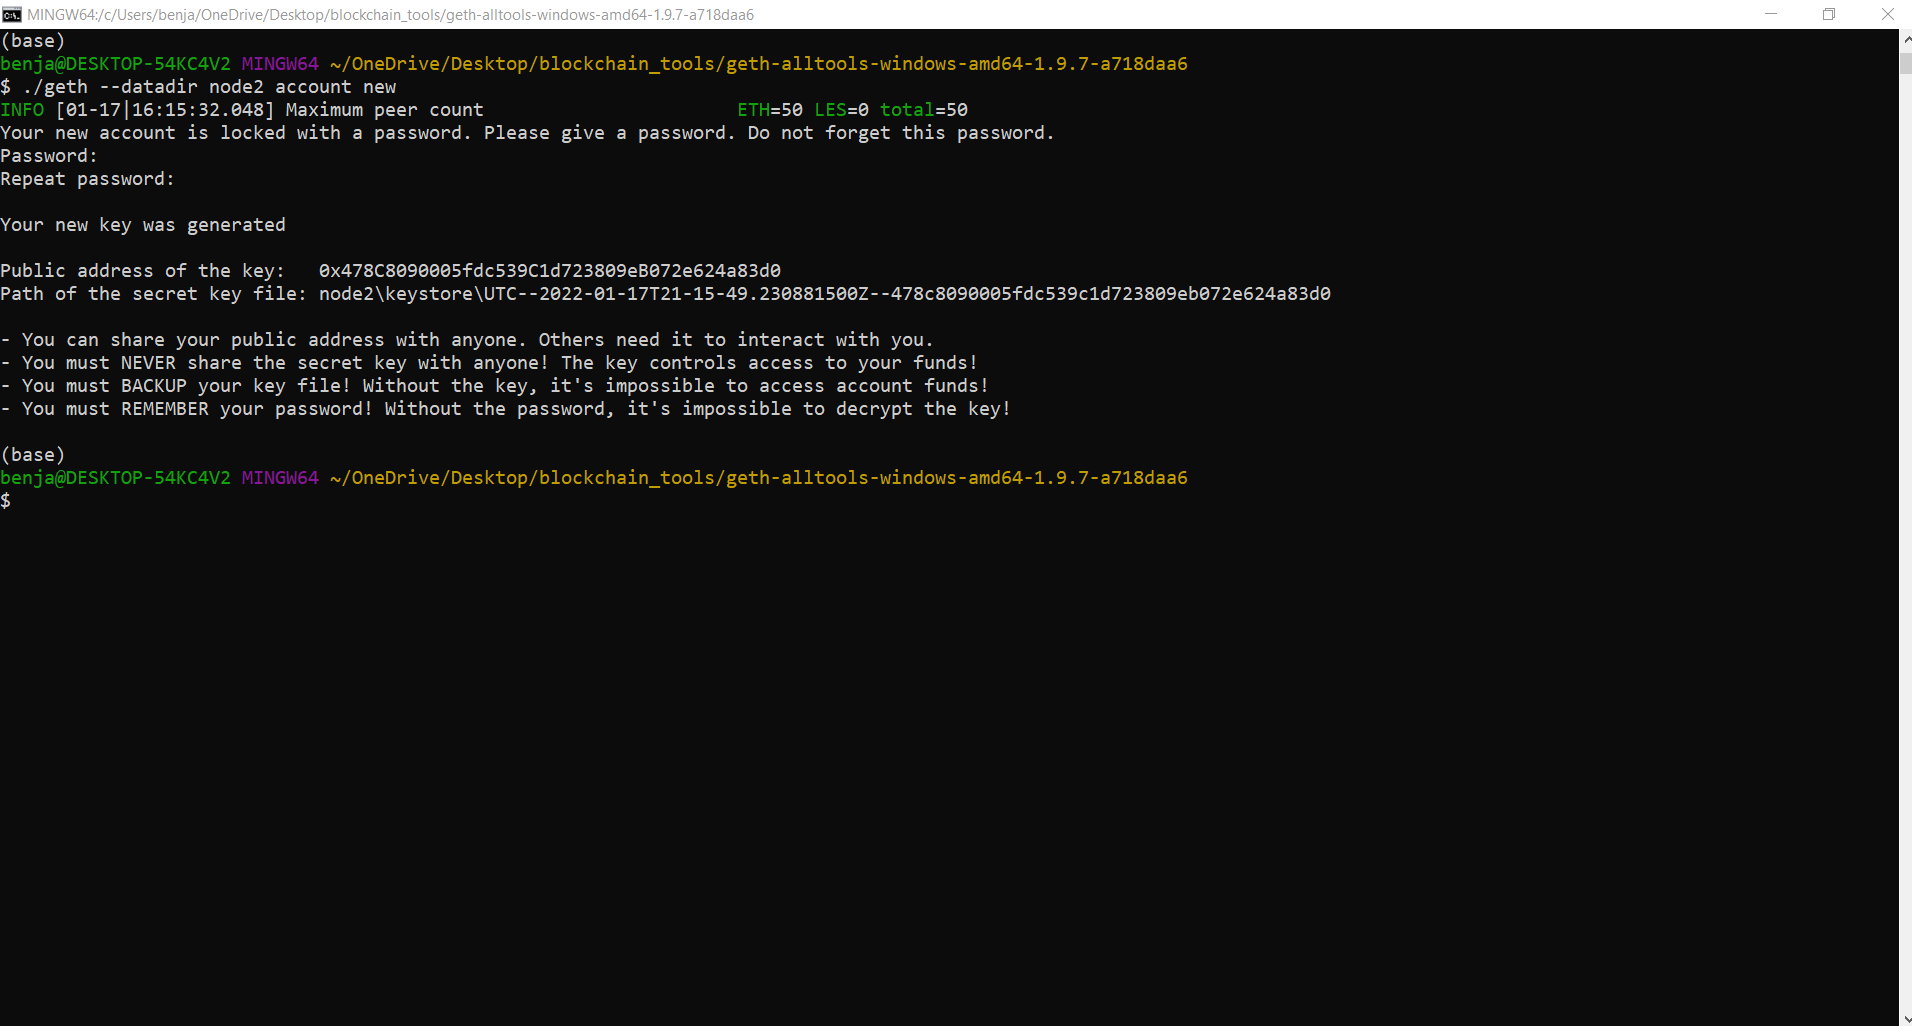 MINGW64:/c/Users/benja/OneDrive/Desktop/blockchain_tools/geth-alltools-windows-amd64-1.9.7-a718daa6
(base)
benja@DESKTOP-54KC4V2 MINGW64 ~/OneDrive/Desktop/blockchain_tools/geth-alltools-windows-amd64-1.9.7-a718daa6
$ ./geth --datadir node2 account new
INFO [01-17|16:15:32.048] Maximum peer count                       ETH=50 LES=0 total=50
Your new account is locked with a password. Please give a password. Do not forget this password.
Password:
Repeat password:
Your new key was generated
Public address of the key:   0x478C8090005fdc539C1d723809eB072e624a83d0
Path of the secret key file: node2\keystore\UTC--2022-01-17T21-15-49.230881500Z--478c8090005fdc539c1d723809eb072e624a83d0
- You can share your public address with anyone. Others need it to interact with you.
- You must NEVER share the secret key with anyone! The key controls access to your funds!
- You must BACKUP your key file! Without the key, it's impossible to access account funds!
- You must REMEMBER your password! Without the password, it's impossible to decrypt the key!
(base)
benja@DESKTOP-54KC4V2 MINGW64 ~/OneDrive/Desktop/blockchain_tools/geth-alltools-windows-amd64-1.9.7-a718daa6
$